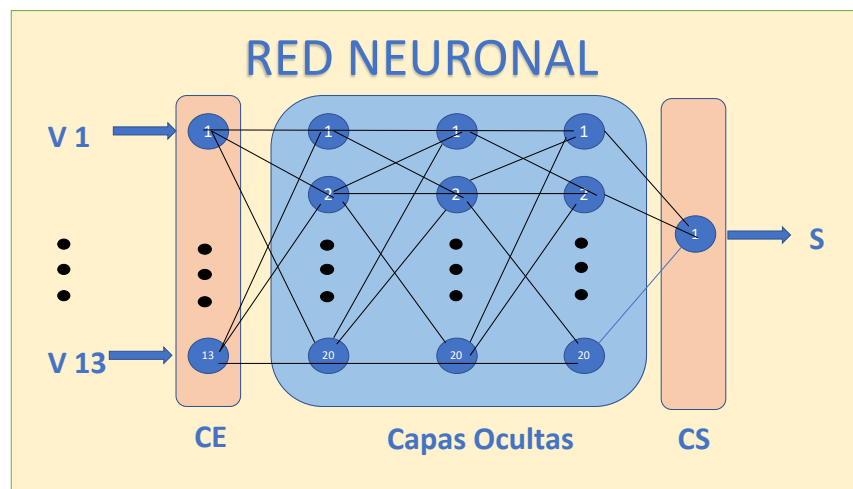 RED NEURONAL
V 1
1
1
1
1
2
2
2
1
S
V 13
13
20
20
20
CE
Capas Ocultas
CS